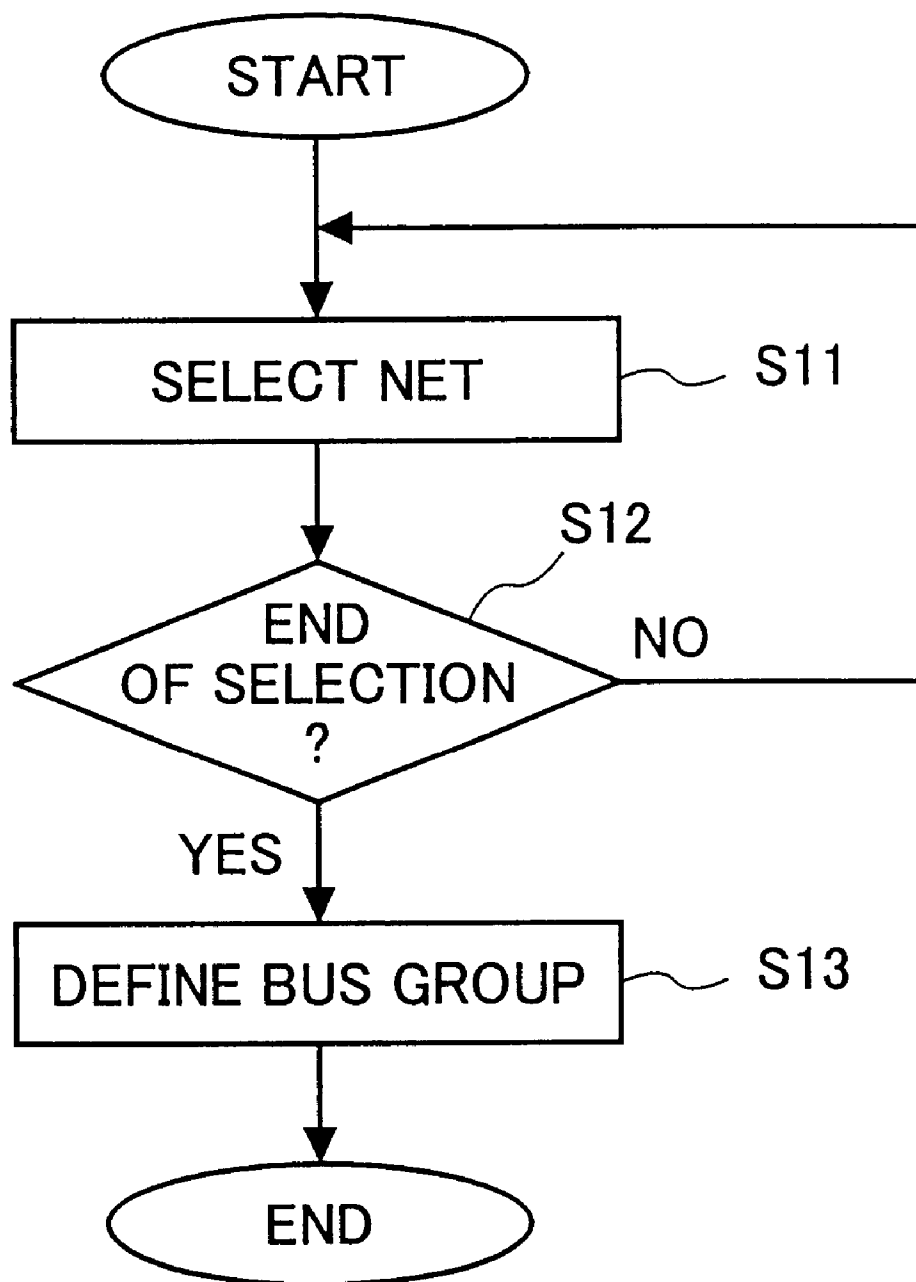 START
SELECT NET
S11
S12
END
OF SELECTION
?
NO
YES
DEFINE BUS GROUP
S13
END